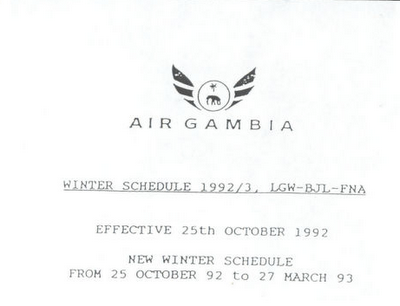 AIR GAMBIA
WINTER SCHEDULE 1992/3, LGW-BJL-FNA
EFFECTIVE 25th OCTOBER 1992
NEW WINTER SCHEDULE
FROM 25 OCTOBER 92 to 27 MARCH 93